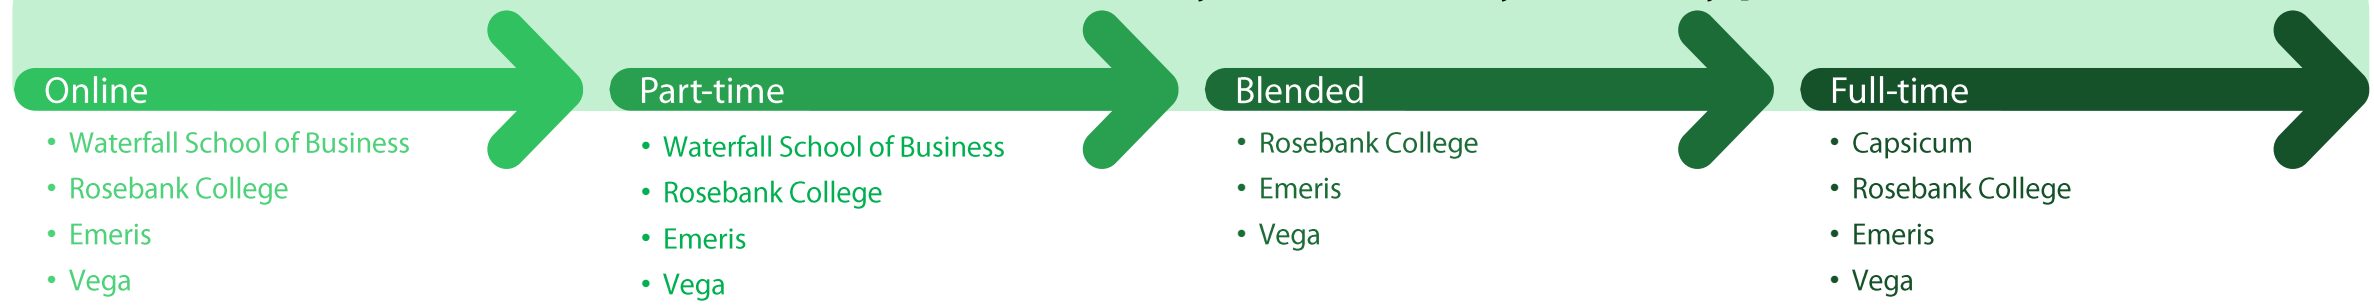 Online
• Waterfall School of Business
• Rosebank College
• Emeris
• Vega
Part-time
• Waterfall School of Business
• Rosebank College
• Emeris
• Vega
Blended
• Rosebank College
• Emeris
• Vega
Full-time
• Capsicum
• Rosebank College
• Emeris
• Vega